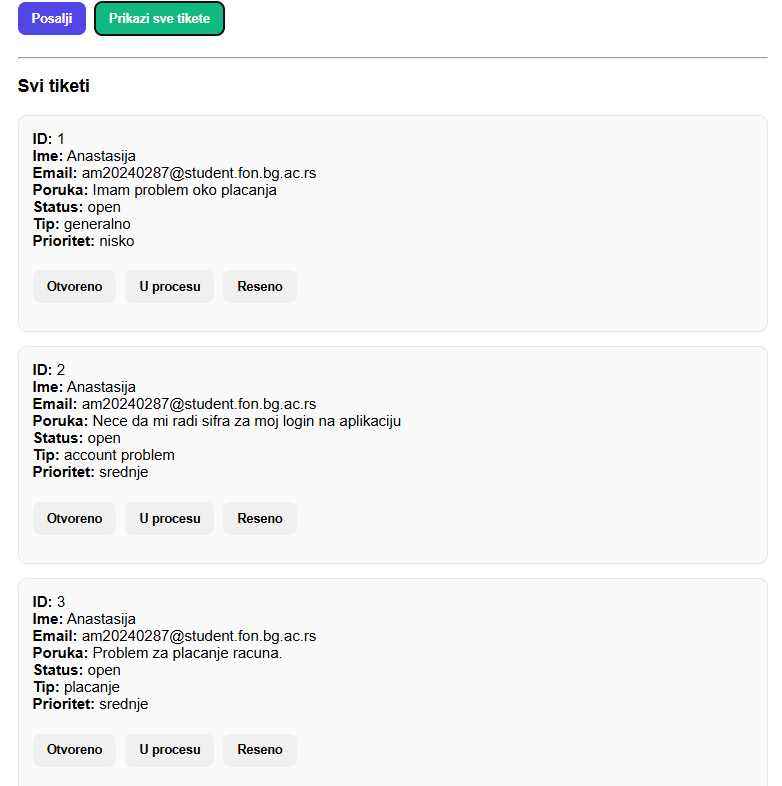 Posalji Prikazi sve tikete
Svi tiketi
ID: 1
Ime: Anastasija
Email: am20240287@student.fon.bg.ac.rs
Poruka: Imam problem oko placanja
Status: open
Tip: generalno
Prioritet: nisko
Otvoreno U procesu Reseno
ID: 2
Ime: Anastasija
Email: am20240287@student.fon.bg.ac.rs
Poruka: Nece da mi radi sifra za moj login na aplikaciju
Status: open
Tip: account problem
Prioritet: srednje
Otvoreno U procesu Reseno
ID: 3
Ime: Anastasija
Email: am20240287@student.fon.bg.ac.rs
Poruka: Problem za placanje racuna.
Status: open
Tip: placanje
Prioritet: srednje
Otvoreno U procesu Reseno